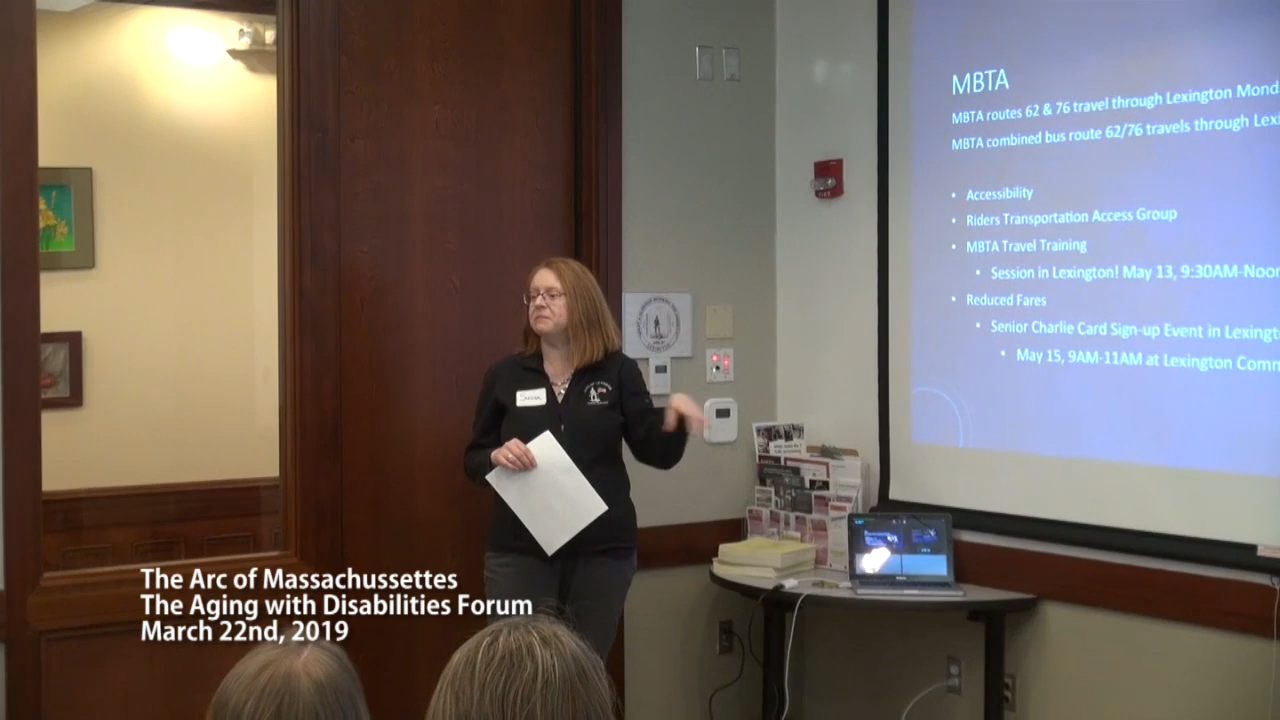 MBTA
MBTA routes 62 & 76 travel through Lexington Mond
MBTA combined bus route 62/76 travels through Lexi
• Accessibility
• Riders Transportation Access Group
• MBTA Travel Training
• Session in Lexington! May 13, 9:30AM-Noon
• Reduced Fares
• Senior Charlie Card Sign-up Event in Lexingt
• May 15, 9AM-11AM at Lexington Comm
FIRE
The Arc of Massachussettes
The Aging with Disabilities Forum
March 22nd, 2019